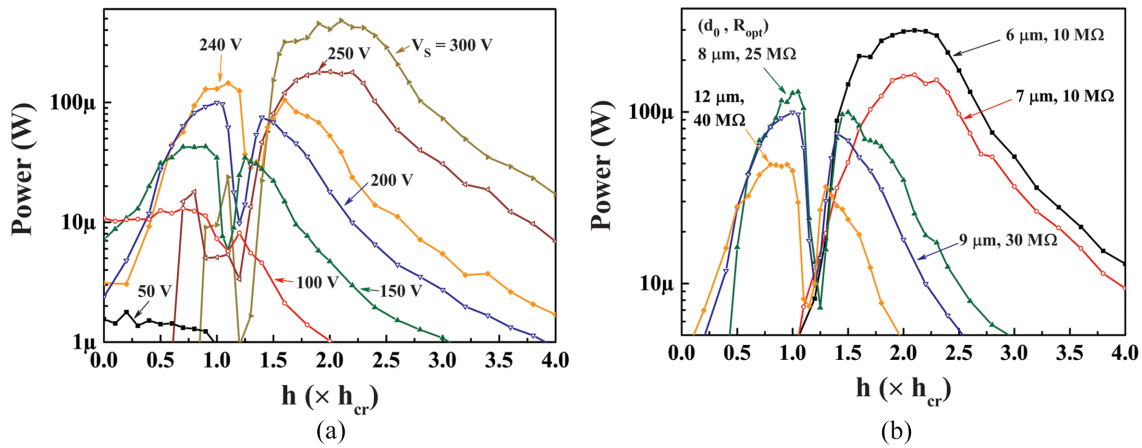 Power (W)
100μ
10μ
1μ
240 V
V_S = 300 V
250 V
200 V
150 V
100 V
50 V
0.0 0.5 1.0 1.5 2.0 2.5 3.0 3.5 4.0
h (× h_cr)
(a)
Power (W)
100μ
10μ
(d_0 , R_opt)
8 μm, 25 MΩ
12 μm,
40 MΩ
6 μm, 10 MΩ
7 μm, 10 MΩ
9 μm, 30 MΩ
0.0 0.5 1.0 1.5 2.0 2.5 3.0 3.5 4.0
h (× h_cr)
(b)